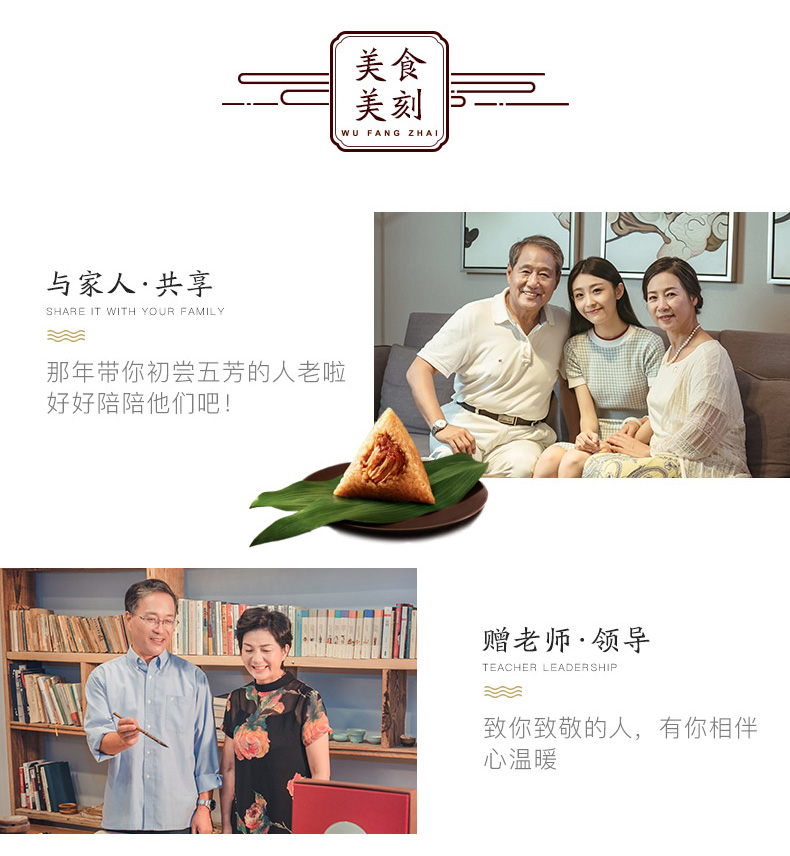 美食
美刻
WU FANG ZHAI
与家人·共享
SHARE IT WITH YOUR FAMILY
那年带你初尝五芳的人老啦
好好陪陪他们吧！
赠老师·领导
TEACHER LEADERSHIP
致你致敬的人，有你相伴
心温暖